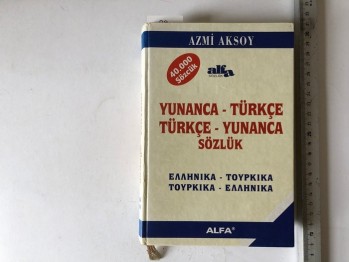 AZMİ AKSOY
40.000
Sözcük
alfa
YUNANCA - TÜRKÇE
TÜRKÇE - YUNANCA
SÖZLÜK
ΕΛΛΗΝΙΚΑ - ΤΟΥΡΚΙΚΑ
ΤΟΥΡΚΙΚΑ - ΕΛΛΗΝΙΚΑ
ALFA®